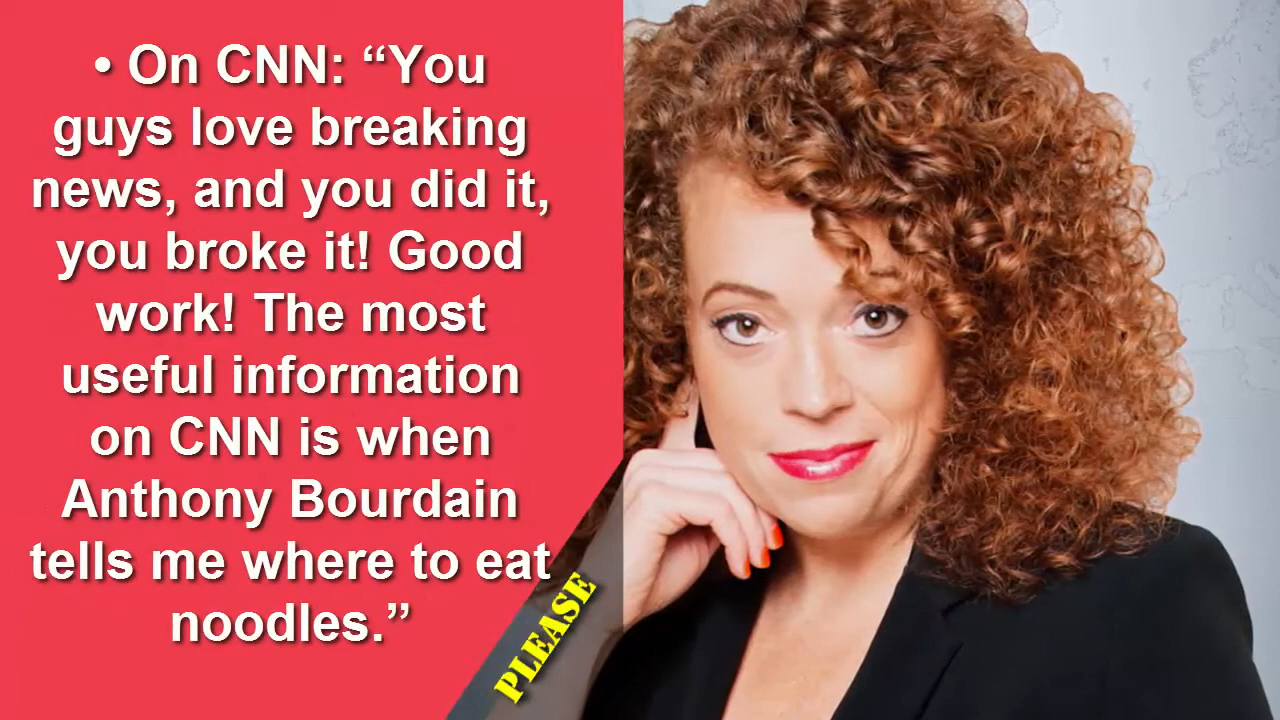 • On CNN: “You
guys love breaking
news, and you did it,
you broke it! Good
work! The most
useful information
on CNN is when
Anthony Bourdain
tells me where to eat
noodles.”
PLEASE